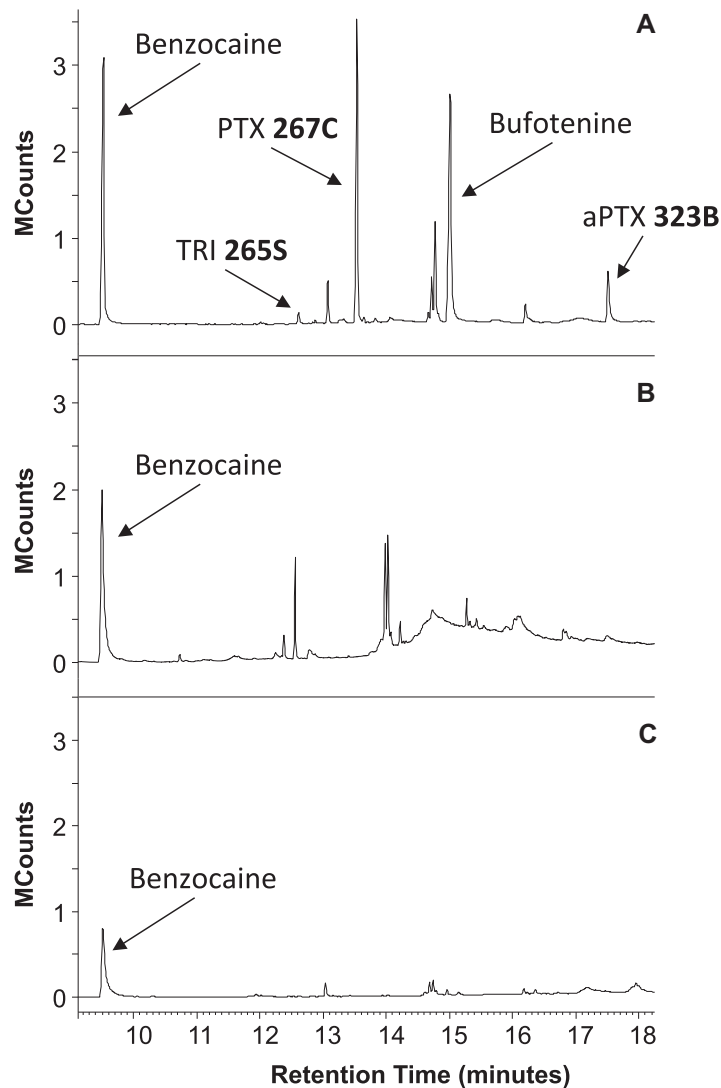 A
Benzocaine
PTX 267C
Bufotenine
aPTX 323B
TRI 265S
MCounts
3
2
1
0
B
Benzocaine
MCounts
3
2
1
0
C
Benzocaine
MCounts
3
2
1
0
10 11 12 13 14 15 16 17 18
Retention Time (minutes)